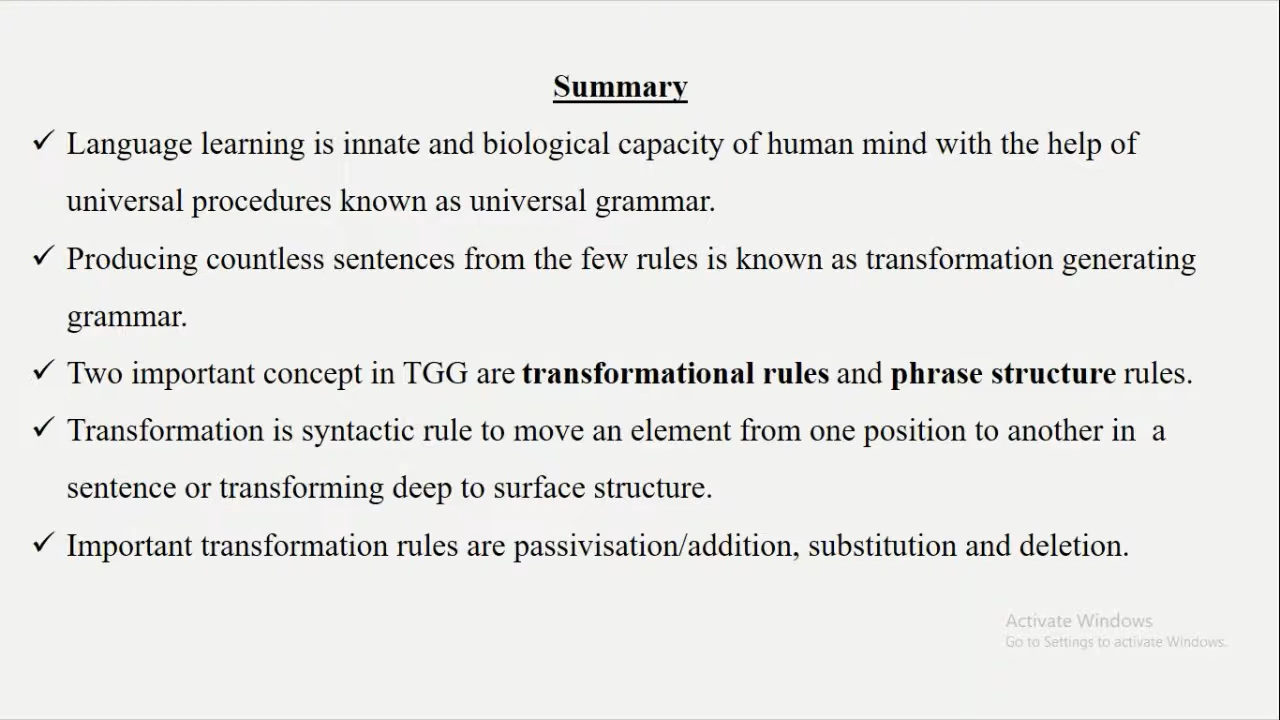 Summary
✓ Language learning is innate and biological capacity of human mind with the help of
universal procedures known as universal grammar.
✓ Producing countless sentences from the few rules is known as transformation generating
grammar.
✓ Two important concept in TGG are transformational rules and phrase structure rules.
✓ Transformation is syntactic rule to move an element from one position to another in a
sentence or transforming deep to surface structure.
✓ Important transformation rules are passivisation/addition, substitution and deletion.
Activate Windows
Go to Settings to activate Windows.